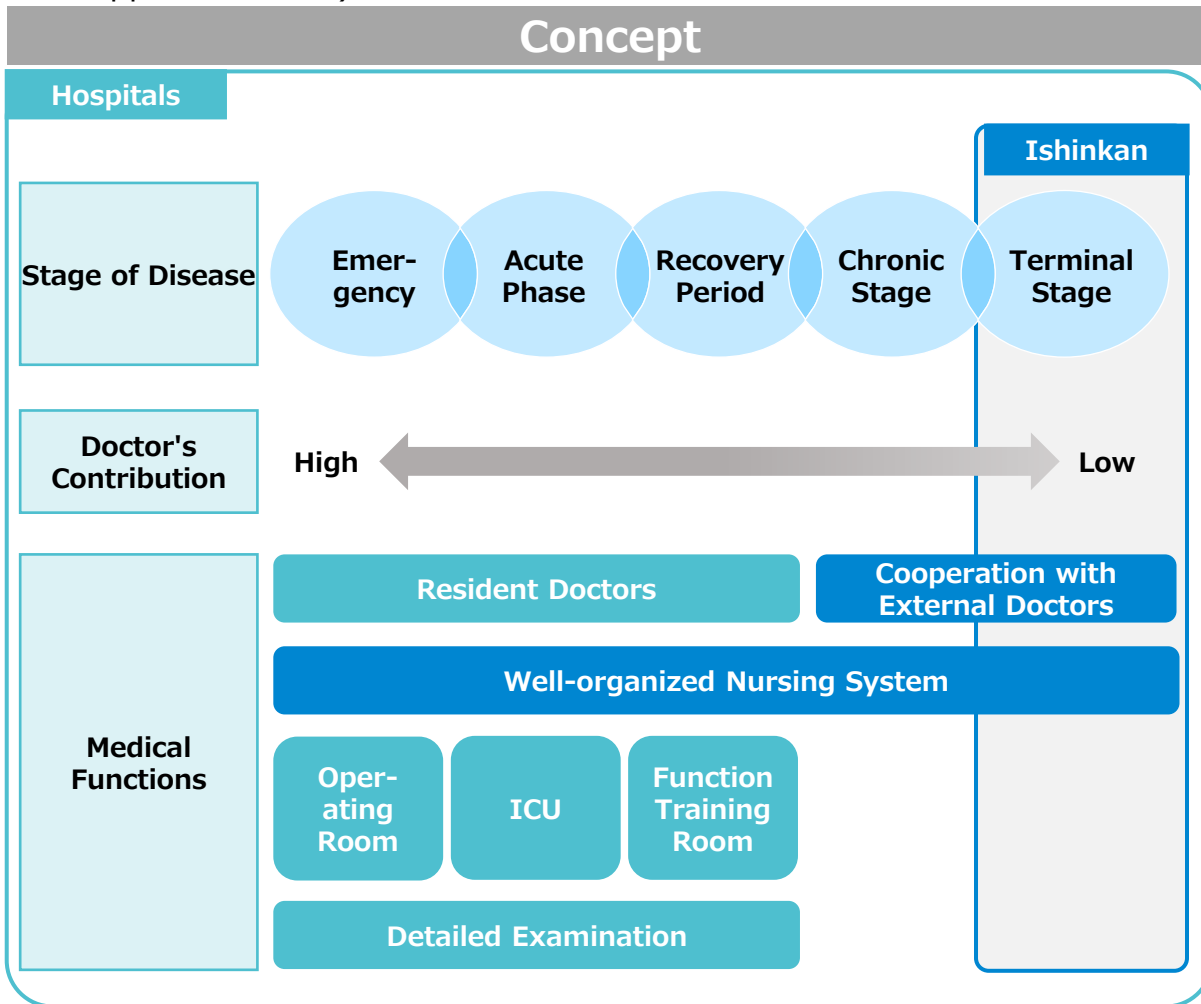 Concept
Hospitals
Ishinkan
Stage of Disease
Emer-
gency
Acute
Phase
Recovery
Period
Chronic
Stage
Terminal
Stage
Doctor's
Contribution
High
Low
Medical
Functions
Resident Doctors
Cooperation with
External Doctors
Well-organized Nursing System
Oper-
ating
Room
ICU
Function
Training
Room
Detailed Examination